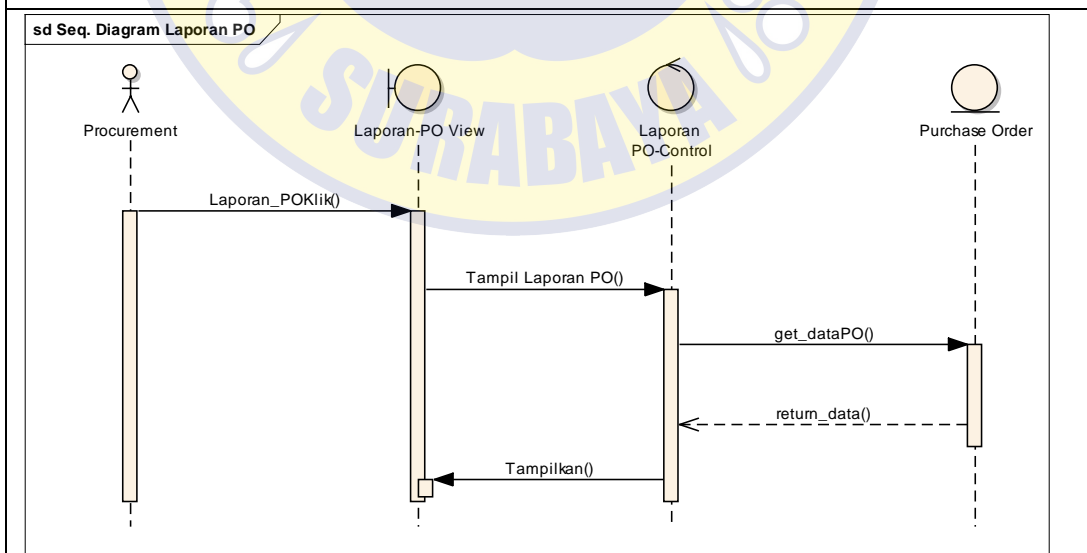 sd Seq. Diagram Laporan PO
SURABAYA
Procurement
Laporan-PO View
Laporan
PO-Control
Purchase Order
Laporan_POKlik()
Tampil Laporan PO()
get_dataPO()
return_data()
Tampilkan()